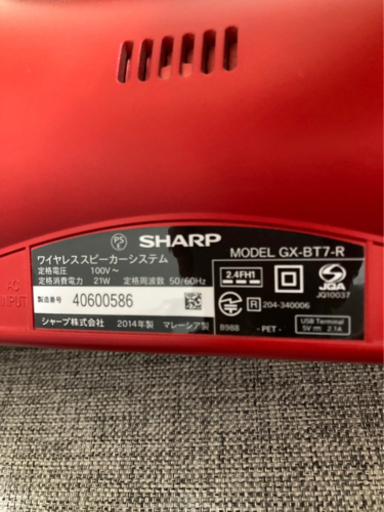 PS
E
SHARP
MODEL GX-BT7-R
ワイヤレススピーカーシステム
定格電圧 100V～
定格消費電力 21W 定格周波数 50/60Hz
製造番号 40600586
シャープ株式会社 2014年製 マレーシア製
2.4FH1
JQA
JQ10037
R 204-340006
B98B
- PET -
USB Terminal
5V 2.1A
AC
INPUT